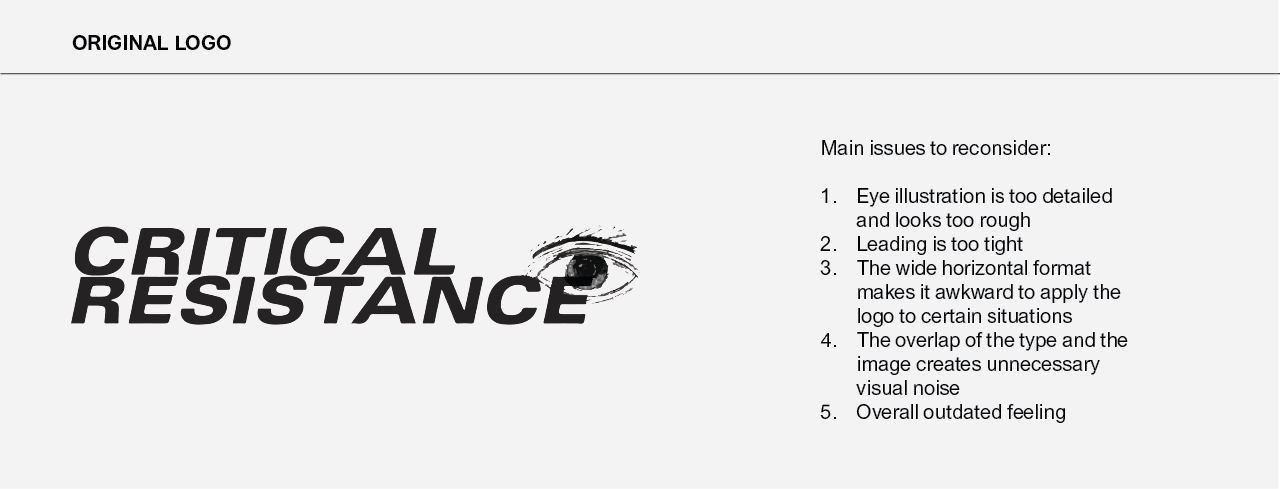 ORIGINAL LOGO
CRITICAL
RESISTANCE
Main issues to reconsider:
1. Eye illustration is too detailed
and looks too rough
2. Leading is too tight
3. The wide horizontal format
makes it awkward to apply the
logo to certain situations
4. The overlap of the type and the
image creates unnecessary
visual noise
5. Overall outdated feeling